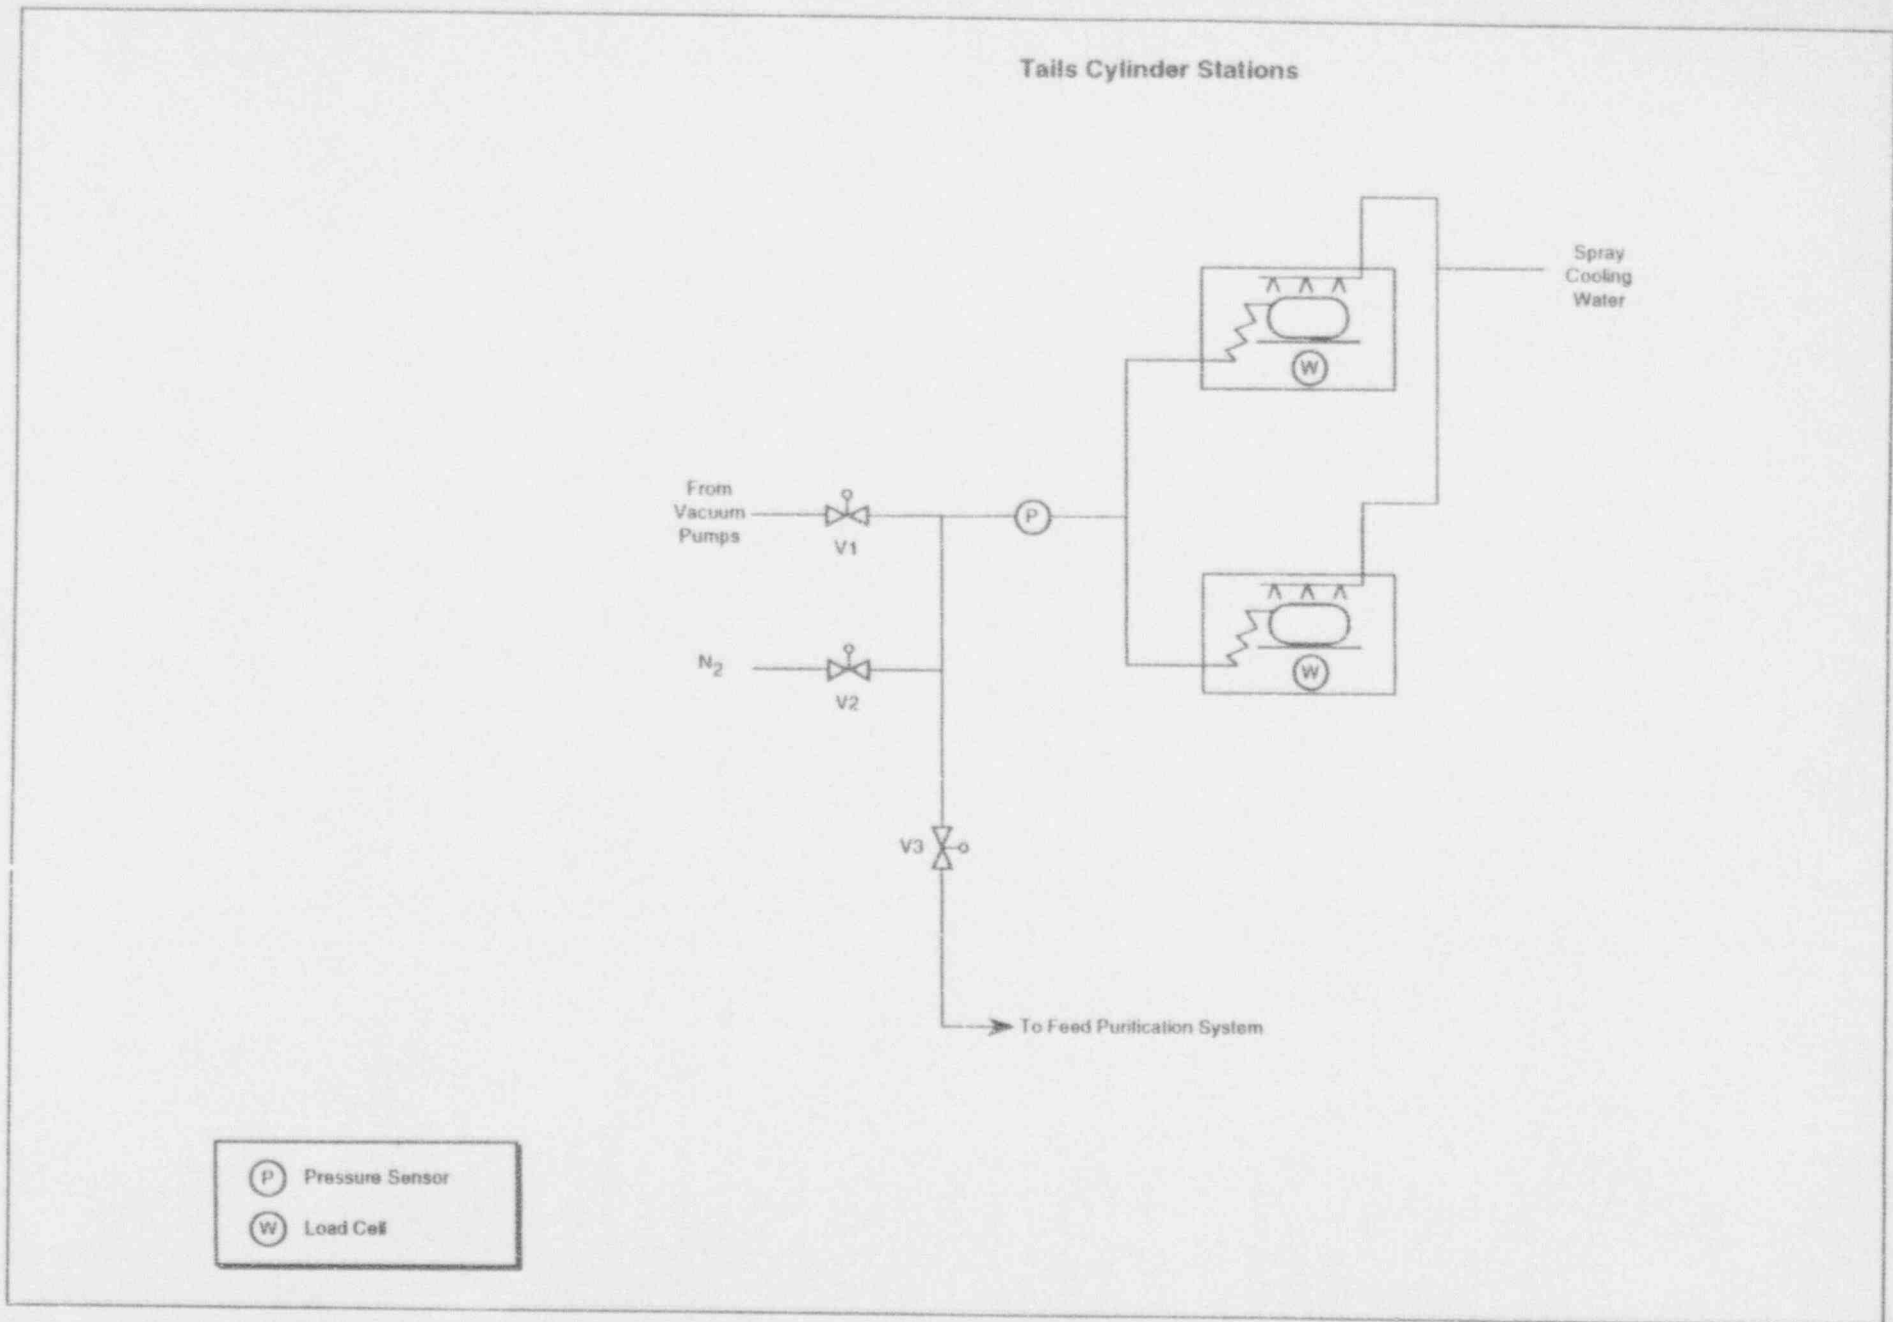 Tails Cylinder Stations
Spray
Cooling
Water
W
From
Vacuum
Pumps
P
V1
W
N2
V2
V3
To Feed Purification System
P Pressure Sensor
W Load Cell